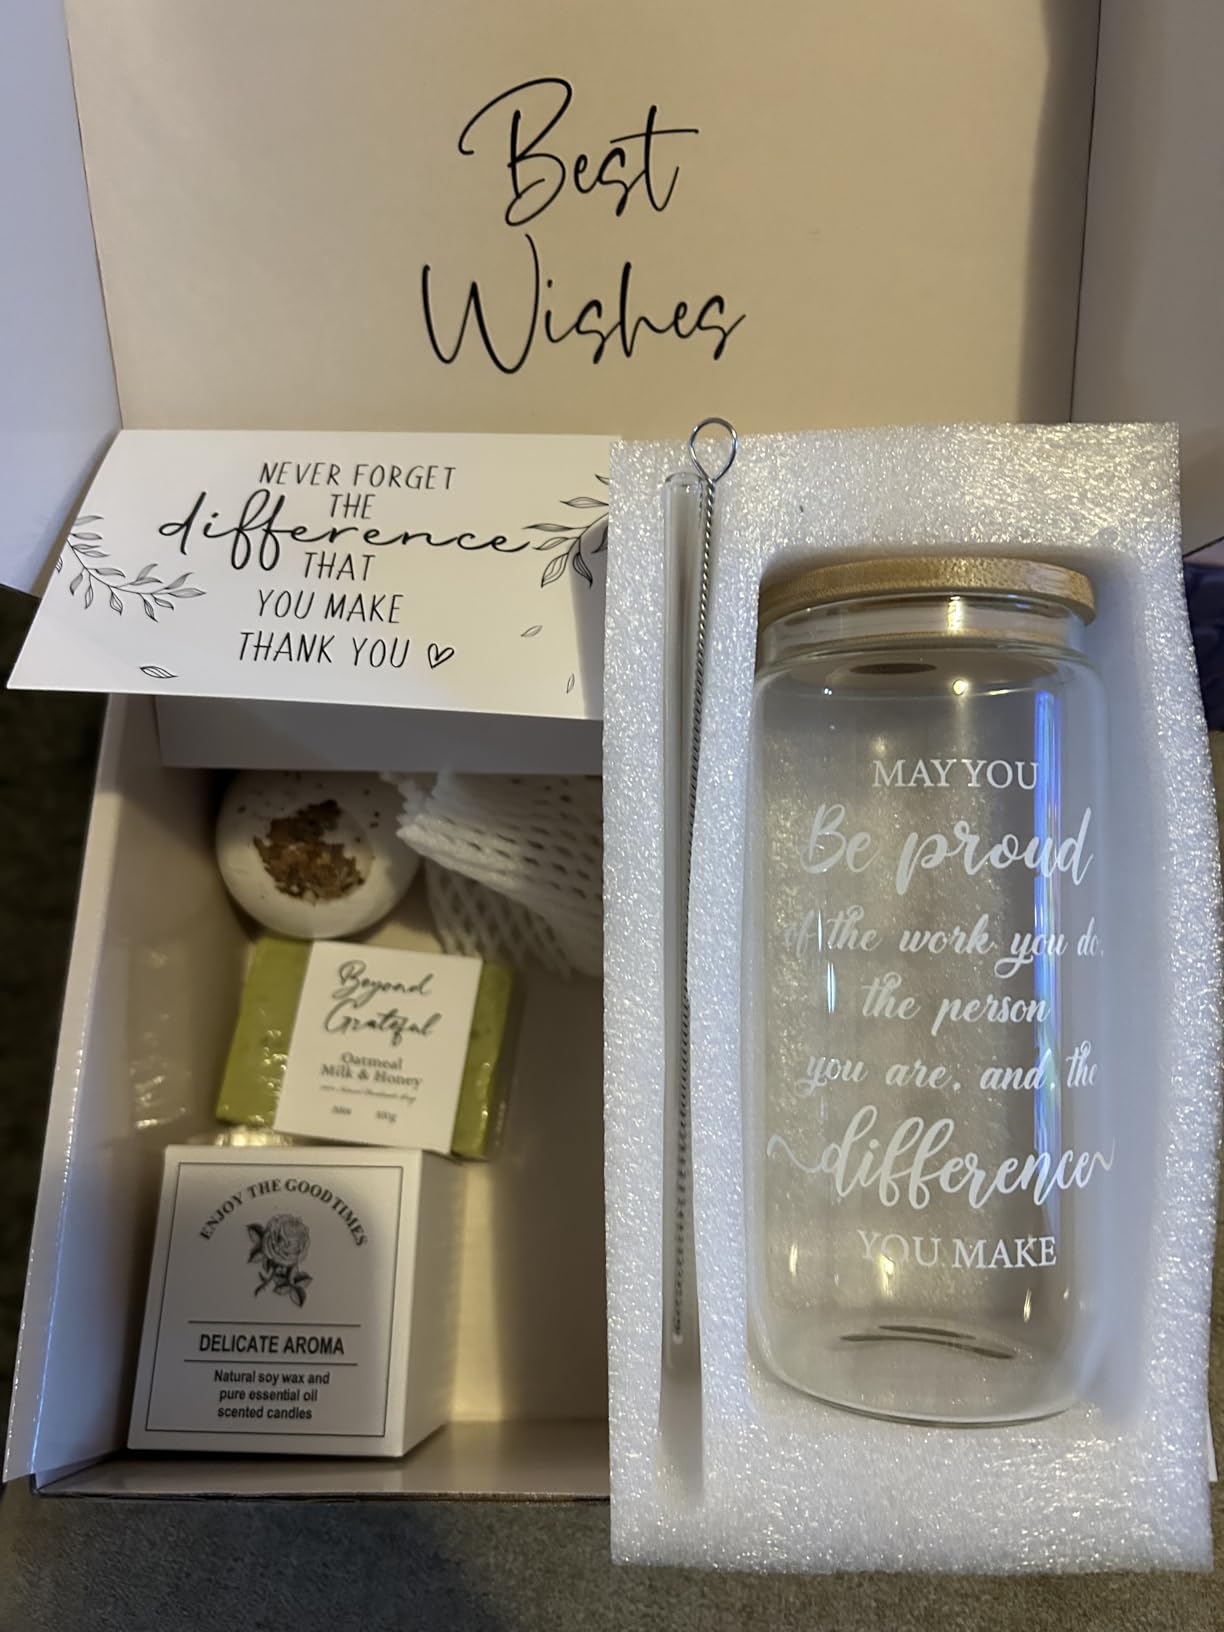 Best
Wishes
NEVER FORGET
THE
difference
THAT
YOU MAKE
THANK YOU
MAY YOU
Be proud
of the work you do,
the person
you are, and the
difference
YOU MAKE
Beyond
Grateful
Oatmeal
Milk & Honey
ENJOY THE GOOD TIMES
DELICATE AROMA
Natural soy wax and
pure essential oil
scented candles